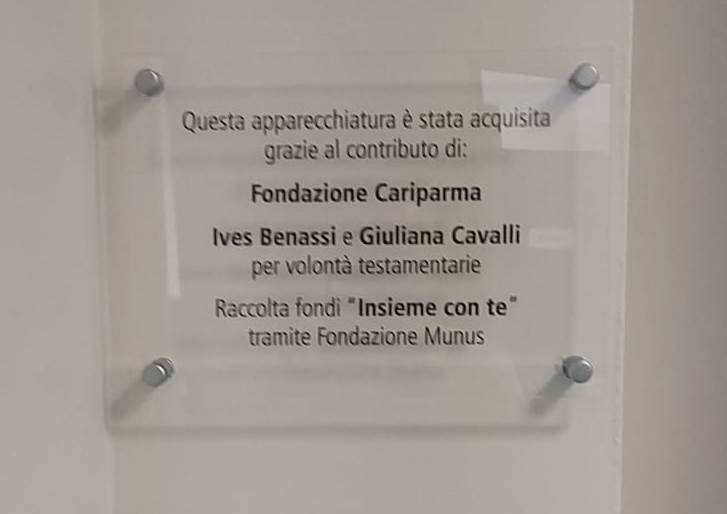 Questa apparecchiatura è stata acquisita
grazie al contributo di:
Fondazione Cariparma
Ives Benassi e Giuliana Cavalli
per volontà testamentarie
Raccolta fondi "Insieme con te"
tramite Fondazione Munus